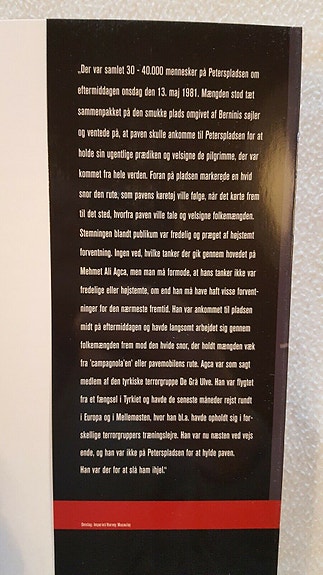 „Der var samlet 30 - 40.000 mennesker på Peterspladsen om
eftermiddagen onsdag den 13. maj 1981. Mængden stod tæt
sammenpakket på den smukke plads omgivet af Berninis søjler
og ventede på, at paven skulle ankomme til Peterspladsen for at
holde sin ugentlige prædiken og velsigne de pilgrimme, der var
kommet fra hele verden. Foran på pladsen markerede en hvid
snor den rute, som pavens køretøj ville følge, når det kørte frem
til det sted, hvorfra paven ville tale og velsigne folkemængden.
Stemningen blandt publikum var fredelig og præget af højstemt
forventning. Ingen ved, hvilke tanker der gik gennem hovedet på
Mehmet Ali Agca, men man må formode, at hans tanker ikke var
fredelige eller højstemte, om end han må have haft visse forvent-
ninger for den nærmeste fremtid. Han var ankommet til pladsen
midt på eftermiddagen og havde langsomt arbejdet sig gennem
folkemængden frem mod den hvide snor, der holdt mængden væk
fra 'campagnola'en' eller pavemobilens rute. Agca var som sagt
medlem af den tyrkiske terrorgruppe De Grå Ulve. Han var flygtet
fra et fængsel i Tyrkiet og havde de seneste måneder rejst rundt
i Europa og i Mellemøsten, hvor han bl.a. havde opholdt sig i for-
skellige terrorgruppers træningslejre. Han var nu næsten ved vejs
ende, og han var ikke på Peterspladsen for at hylde paven.
Han var der for at slå ham ihjel.“